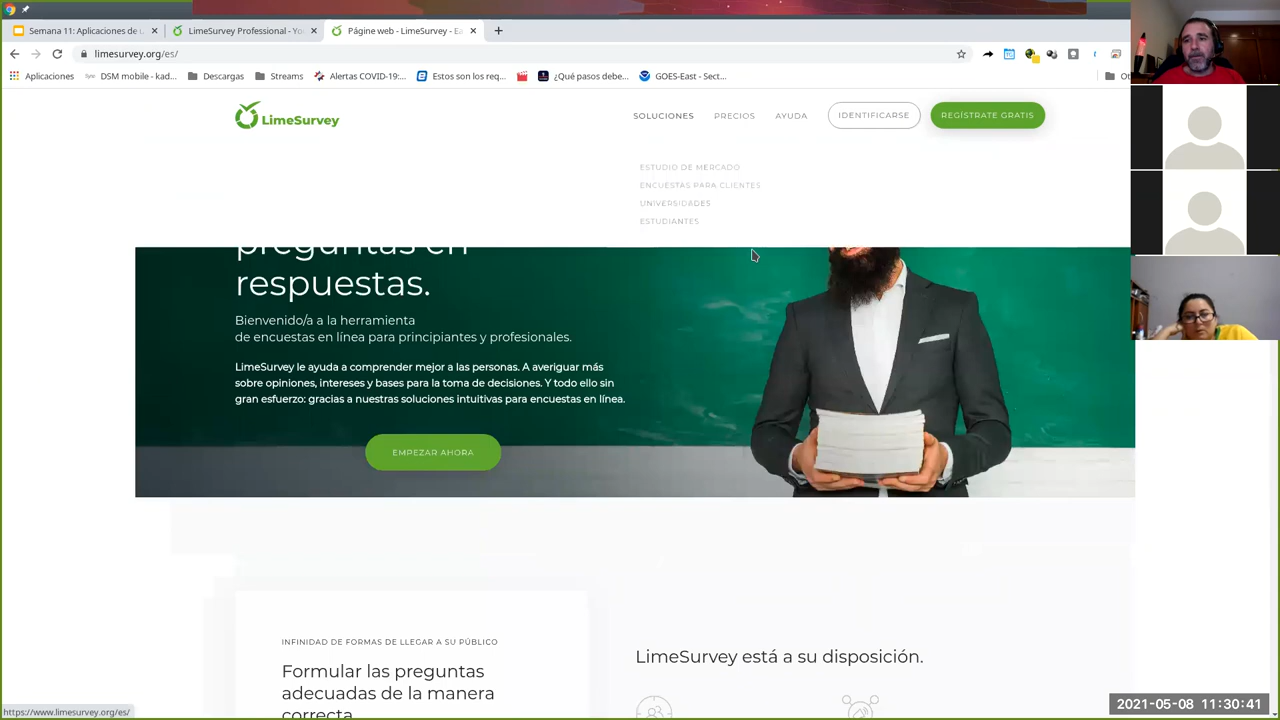 Semana 11: Aplicaciones de
LimeSurvey Professional - Yo
Página web - LimeSurvey - Ea
limesurvey.org/es/
Aplicaciones
DSM mobile - kad...
Descargas
Streams
Alertas COVID-19:...
Estos son los req...
¿Qué pasos debe...
GOES-East - Sect...
LimeSurvey
SOLUCIONES
PRECIOS
AYUDA
IDENTIFICARSE
REGÍSTRATE GRATIS
ESTUDIO DE MERCADO
ENCUESTAS PARA CLIENTES
UNIVERSIDADES
ESTUDIANTES
preguntas en
respuestas.
Bienvenido/a a la herramienta
de encuestas en línea para principiantes y profesionales.
LimeSurvey le ayuda a comprender mejor a las personas. A averiguar más
sobre opiniones, intereses y bases para la toma de decisiones. Y todo ello sin
gran esfuerzo: gracias a nuestras soluciones intuitivas para encuestas en línea.
EMPEZAR AHORA
INFINIDAD DE FORMAS DE LLEGAR A SU PÚBLICO
Formular las preguntas
adecuadas de la manera
correcta
LimeSurvey está a su disposición.
https://www.limesurvey.org/es/
2021-05-08 11:30:41